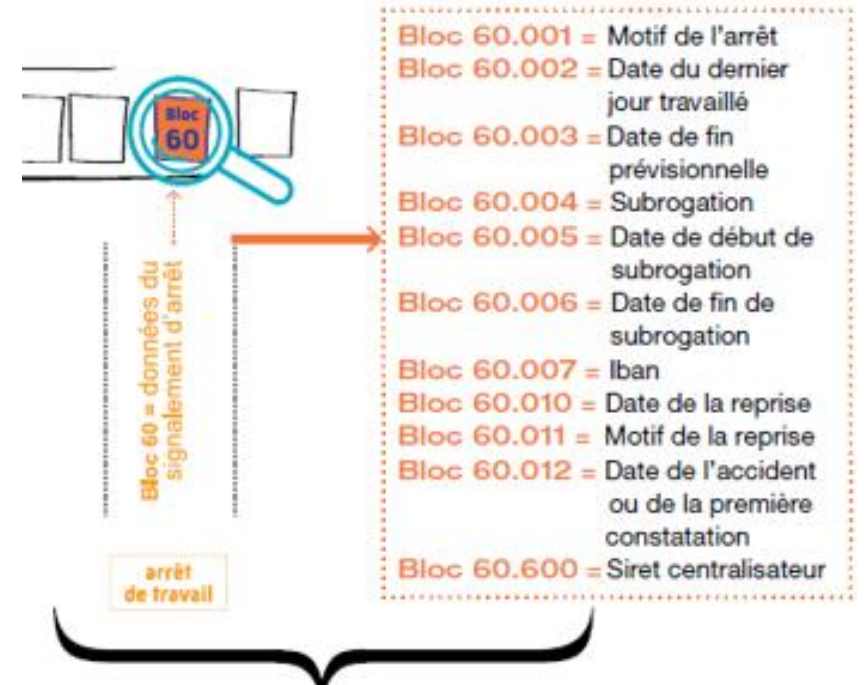 Bloc
60
Bloc 60 = données du
signalement d'arrêt
arrêt
de travail
Bloc 60.001 = Motif de l'arrêt
Bloc 60.002 = Date du dernier
jour travaillé
Bloc 60.003 = Date de fin
prévisionnelle
Bloc 60.004 = Subrogation
Bloc 60.005 = Date de début de
subrogation
Bloc 60.006 = Date de fin de
subrogation
Bloc 60.007 = Iban
Bloc 60.010 = Date de la reprise
Bloc 60.011 = Motif de la reprise
Bloc 60.012 = Date de l'accident
ou de la première
constatation
Bloc 60.600 = Siret centralisateur